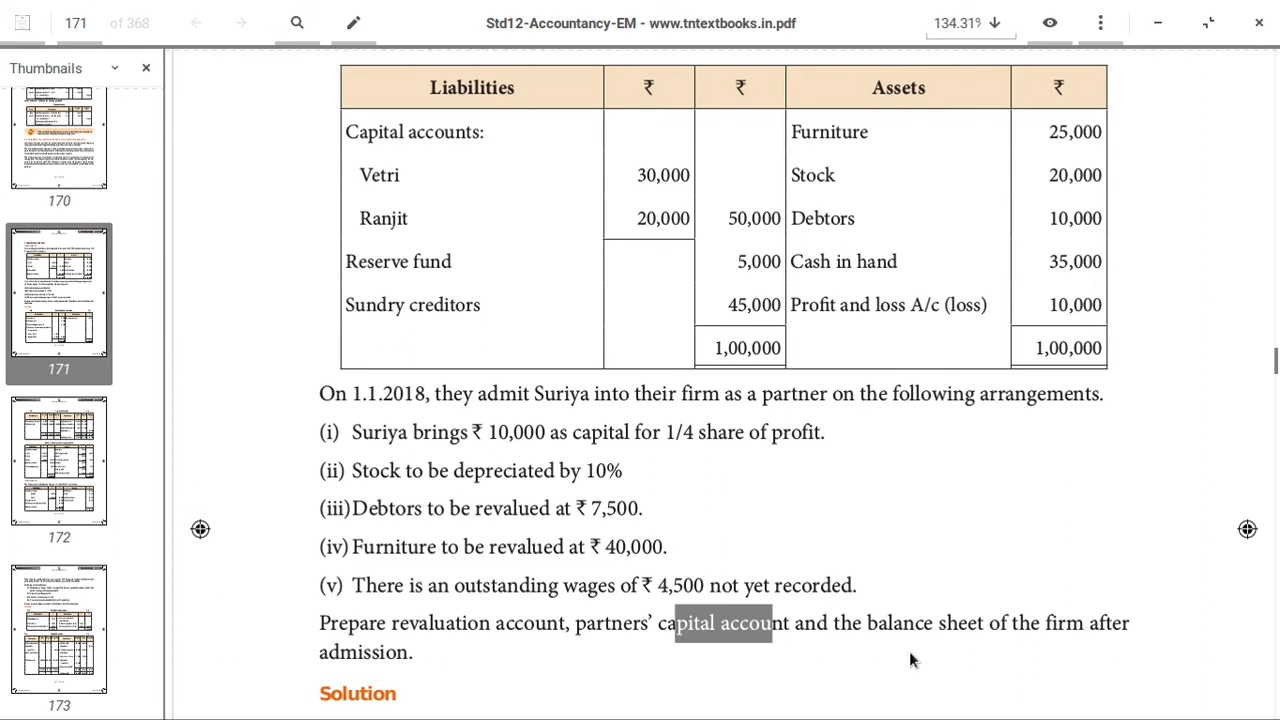 171 of 368
Std12-Accountancy-EM - www.tntextbooks.in.pdf
134.31%
Thumbnails
170
171
172
173
Liabilities ₹ ₹ Assets ₹
Capital accounts: Furniture 25,000
Vetri 30,000 Stock 20,000
Ranjit 20,000 50,000 Debtors 10,000
Reserve fund 5,000 Cash in hand 35,000
Sundry creditors 45,000 Profit and loss A/c (loss) 10,000
1,00,000 1,00,000
On 1.1.2018, they admit Suriya into their firm as a partner on the following arrangements.
(i) Suriya brings ₹ 10,000 as capital for 1/4 share of profit.
(ii) Stock to be depreciated by 10%
(iii) Debtors to be revalued at ₹ 7,500.
(iv) Furniture to be revalued at ₹ 40,000.
(v) There is an outstanding wages of ₹ 4,500 not yet recorded.
Prepare revaluation account, partners’ capital account and the balance sheet of the firm after
admission.
Solution